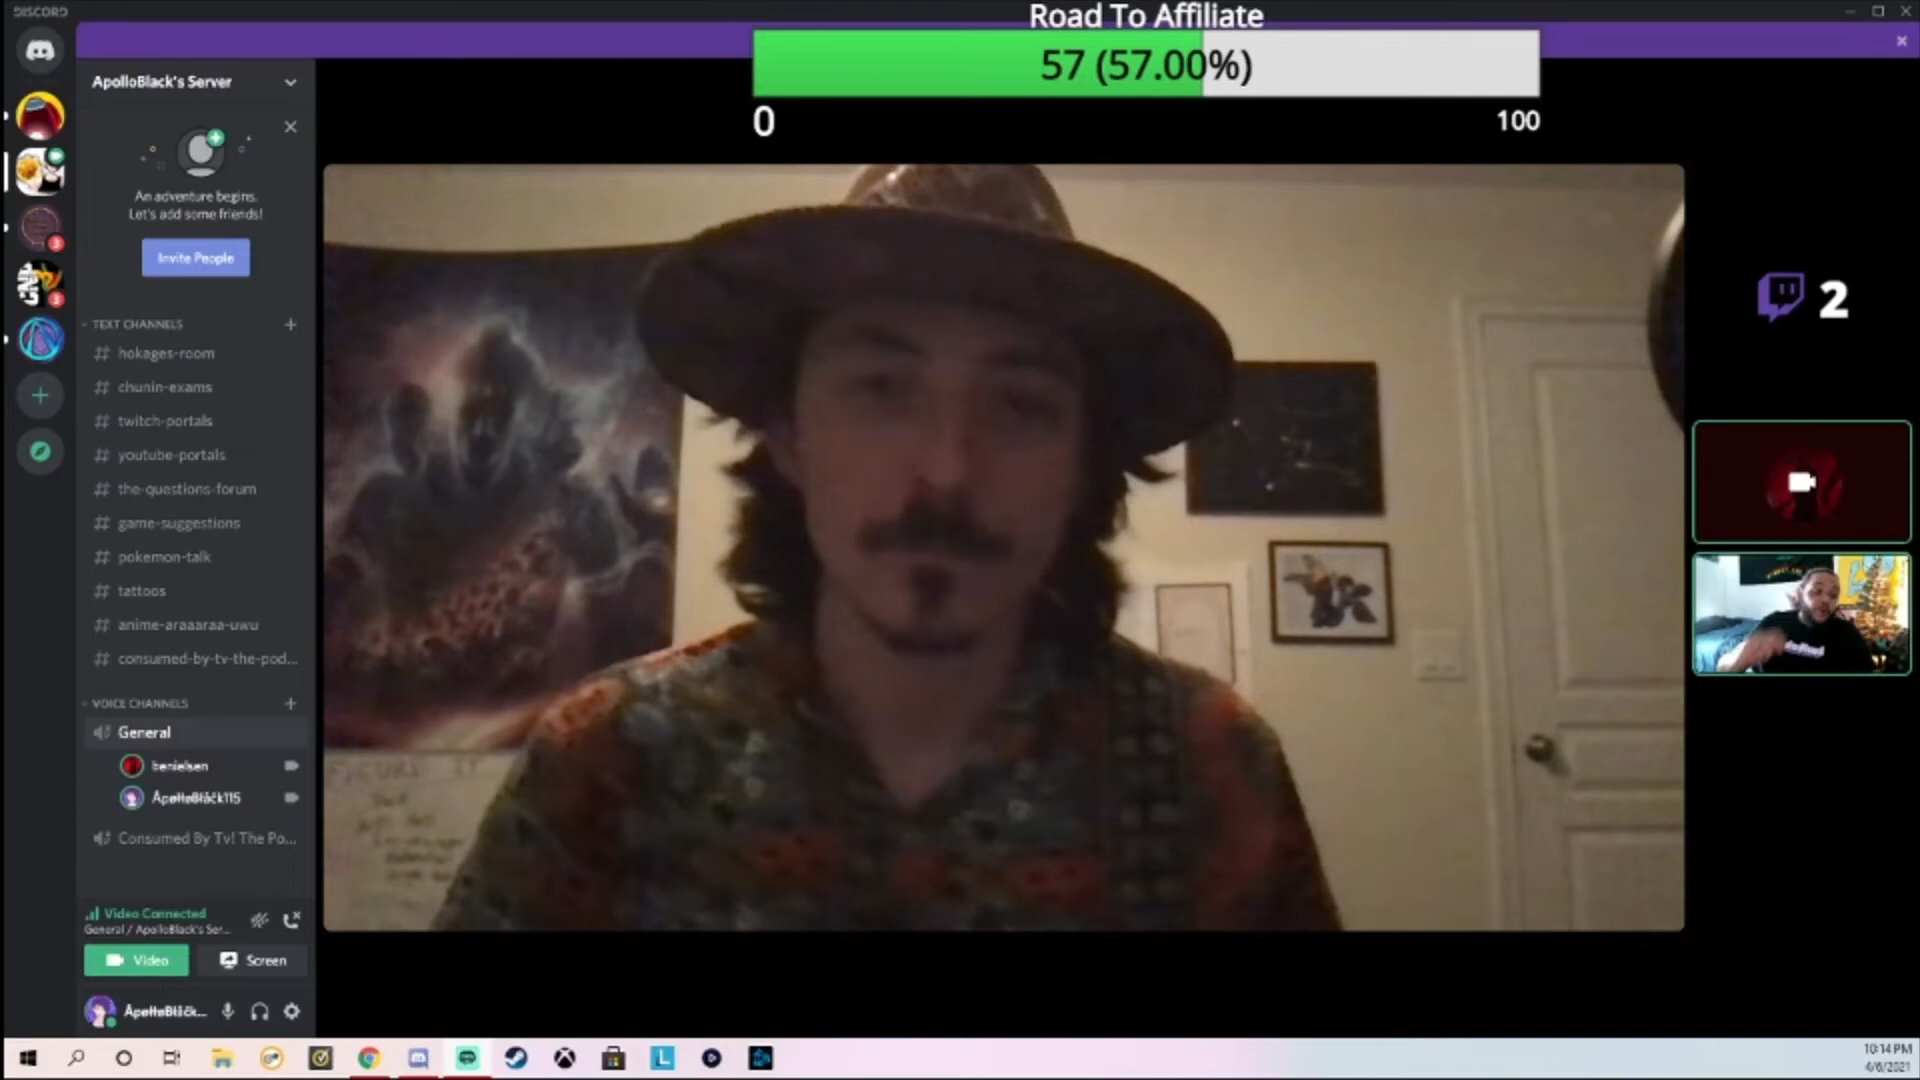 DISCORD
Road To Affiliate
57 (57.00%)
0
100
ApolloBlack's Server
An adventure begins.
Let's add some friends!
Invite People
TEXT CHANNELS
hokages-room
chunin-exams
twitch-portals
youtube-portals
the-questions-forum
game-suggestions
pokemon-talk
tattoos
anime-araaaraa-uwu
consumed-by-tv-the-pod...
VOICE CHANNELS
General
benielsen
ApolloBlack115
Consumed By Tv! The Po...
Video Connected
General / ApolloBlack's Ser...
Video
Screen
ApolloBlack...
2
10:14 PM
4/6/2021